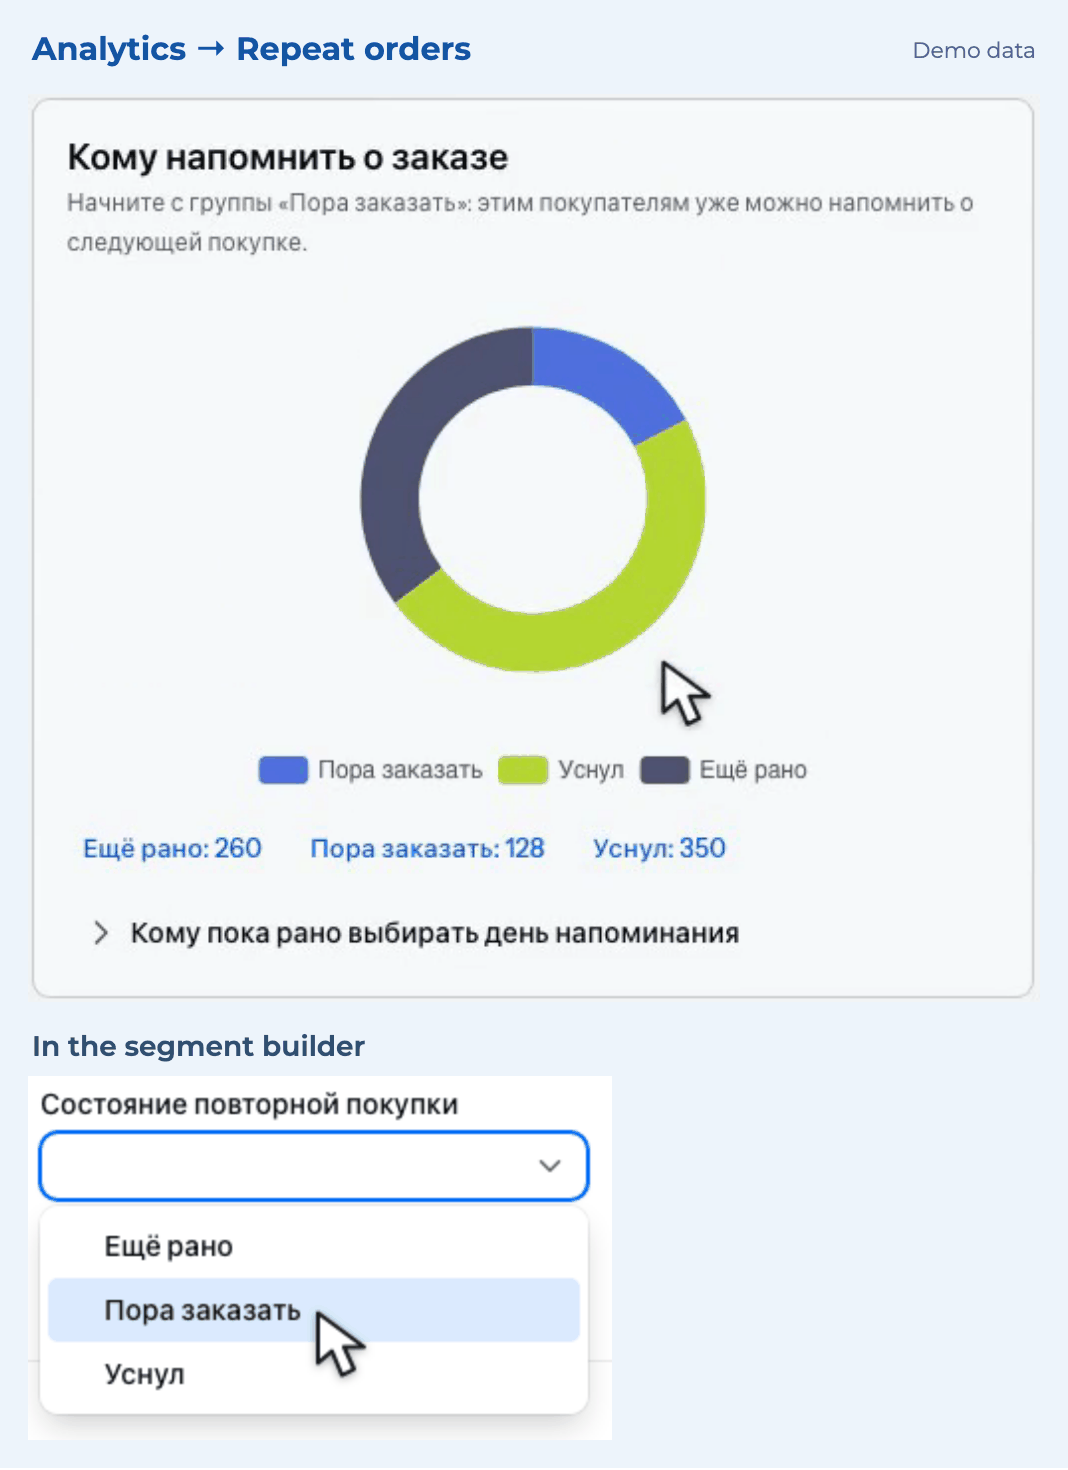 Analytics → Repeat orders
Demo data
Кому напомнить о заказе
Начните с группы «Пора заказать»: этим покупателям уже можно напомнить о
следующей покупке.
Пора заказать Уснул Ещё рано
Ещё рано: 260 Пора заказать: 128 Уснул: 350
Кому пока рано выбирать день напоминания
In the segment builder
Состояние повторной покупки
Ещё рано
Пора заказать
Уснул